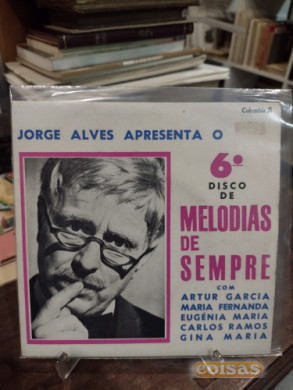 Columbia
JORGE ALVES APRESENTA O
6º
DISCO
DE
MELODIAS
DE
SEMPRE
COM
ARTUR GARCIA
MARIA FERNANDA
EUGÉNIA MARIA
CARLOS RAMOS
GINA MARIA
coisas